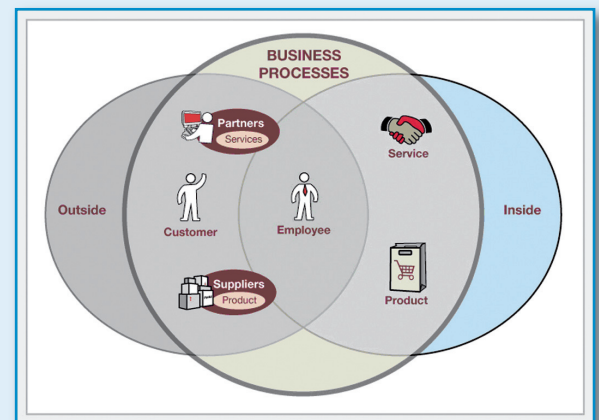 BUSINESS
PROCESSES
Partners
Services
Service
Outside
Customer
Employee
Inside
Suppliers
Product
Product